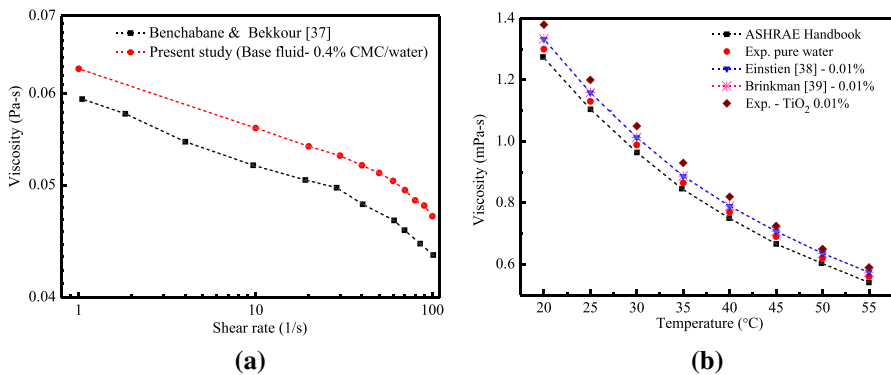 0.07
0.06
0.05
0.04
Viscosity (Pa-s)
Benchabane & Bekkour [37]
Present study (Base fluid- 0.4% CMC/water)
1
10
100
Shear rate (1/s)
(a)
1.4
1.2
1.0
0.8
0.6
Viscosity (mPa-s)
ASHRAE Handbook
Exp. pure water
Einstien [38] - 0.01%
Brinkman [39] - 0.01%
Exp. - TiO₂ 0.01%
20 25 30 35 40 45 50 55
Temperature (°C)
(b)